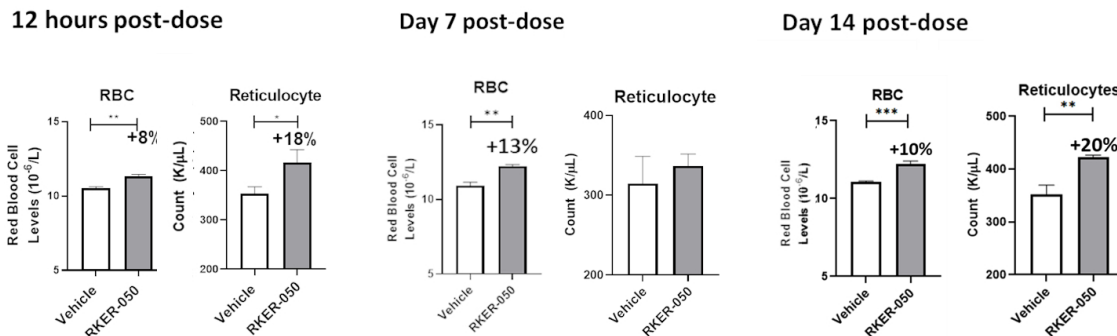 12 hours post-dose
RBC
**
+8%
Red Blood Cell
Levels (10⁻⁶/L)
15
10
5
Vehicle
RKER-050
Reticulocyte
*
+18%
Count (K/μL)
500
400
300
200
Vehicle
RKER-050
Day 7 post-dose
RBC
**
+13%
Red Blood Cell
Levels (10⁻⁶/L)
15
10
5
Vehicle
RKER-050
Reticulocyte
Count (K/μL)
400
300
200
Vehicle
RKER-050
Day 14 post-dose
RBC
***
+10%
Red Blood Cell
Levels (10⁻⁶/L)
15
10
5
Vehicle
RKER-050
Reticulocytes
**
+20%
Count (K/μL)
500
400
300
200
Vehicle
RKER-050